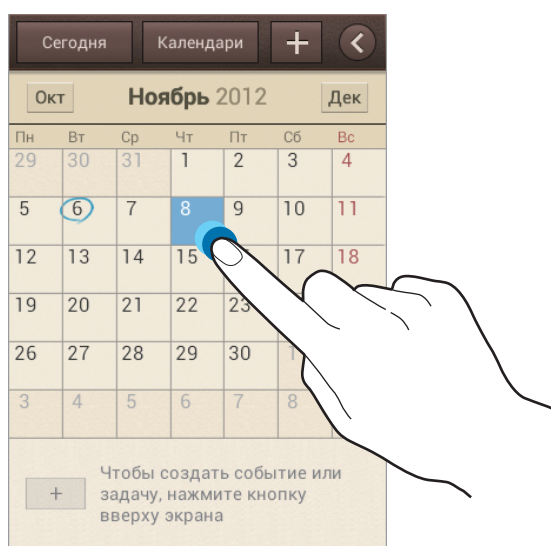 Сегодня Календари +
Окт Ноябрь 2012 Дек
Пн Вт Ср Чт Пт Сб Вс
29 30 31 1 2 3 4
5 6 7 8 9 10 11
12 13 14 15 17 18
19 20 21 22 23
26 27 28 29 30
3 4 5 6 7 8
Чтобы создать событие или
+ задачу, нажмите кнопку
вверху экрана